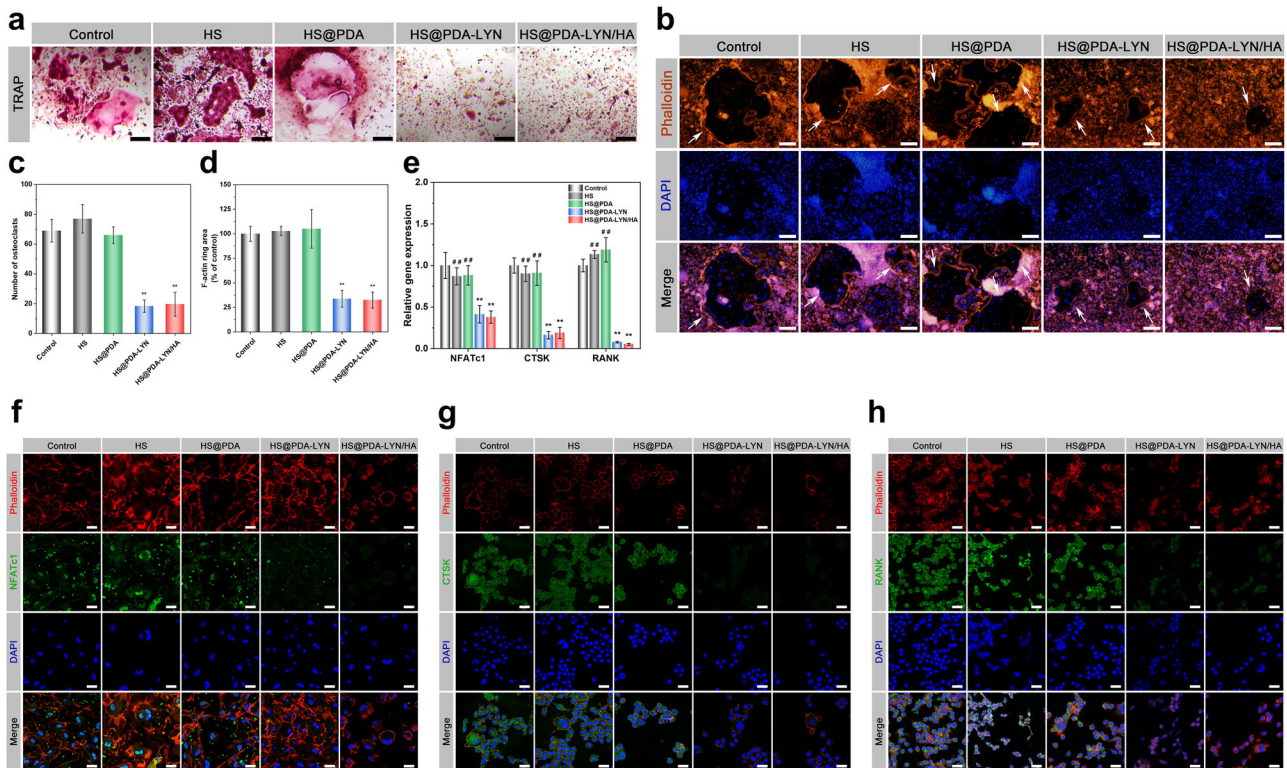 a
Control HS HS@PDA HS@PDA-LYN HS@PDA-LYN/HA
TRAP
b
Control HS HS@PDA HS@PDA-LYN HS@PDA-LYN/HA
Phalloidin
DAPI
Merge
c
Number of osteoclasts
100
80
60
40
20
0
** **
Control HS HS@PDA HS@PDA-LYN HS@PDA-LYN/HA
d
F-actin ring area
(% of control)
150
125
100
75
50
25
0
** **
Control HS HS@PDA HS@PDA-LYN HS@PDA-LYN/HA
e
Relative gene expression
2.0
1.5
1.0
0.5
0.0
Control
HS
HS@PDA
HS@PDA-LYN
HS@PDA-LYN/HA
## ## ** **
## ## ** **
## ## ** **
NFATc1 CTSK RANK
f
Control HS HS@PDA HS@PDA-LYN HS@PDA-LYN/HA
Phalloidin
NFATc1
DAPI
Merge
g
Control HS HS@PDA HS@PDA-LYN HS@PDA-LYN/HA
Phalloidin
CTSK
DAPI
Merge
h
Control HS HS@PDA HS@PDA-LYN HS@PDA-LYN/HA
Phalloidin
RANK
DAPI
Merge